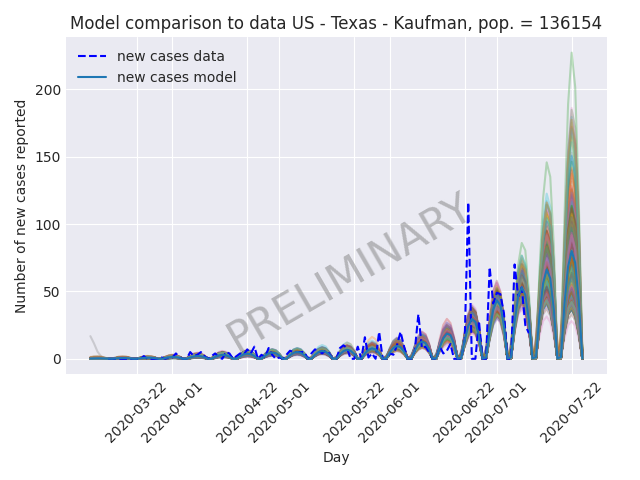 Model comparison to data US - Texas - Kaufman, pop. = 136154
new cases data
new cases model
Number of new cases reported
200
150
100
50
0
PRELIMINARY
2020-03-22
2020-04-01
2020-04-22
2020-05-01
2020-05-22
2020-06-01
2020-06-22
2020-07-01
2020-07-22
Day